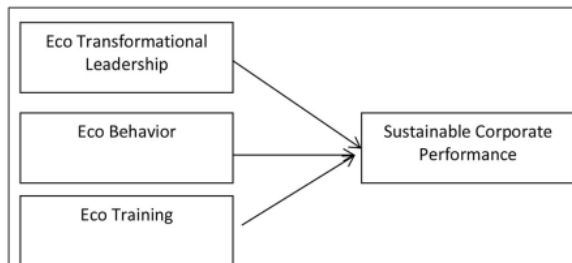 Eco Transformational
Leadership
Eco Behavior
Sustainable Corporate
Performance
Eco Training